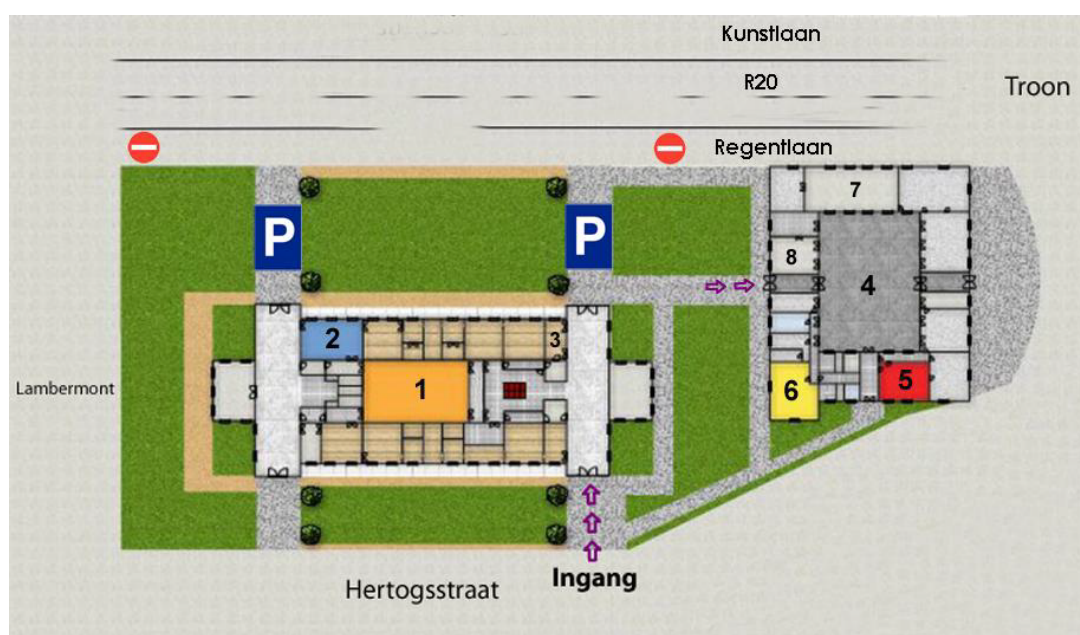 Kunstlaan
R20
Troon
Regentlaan
P
P
7
8
4
2
3
1
5
6
Lambermont
Ingang
Hertogsstraat